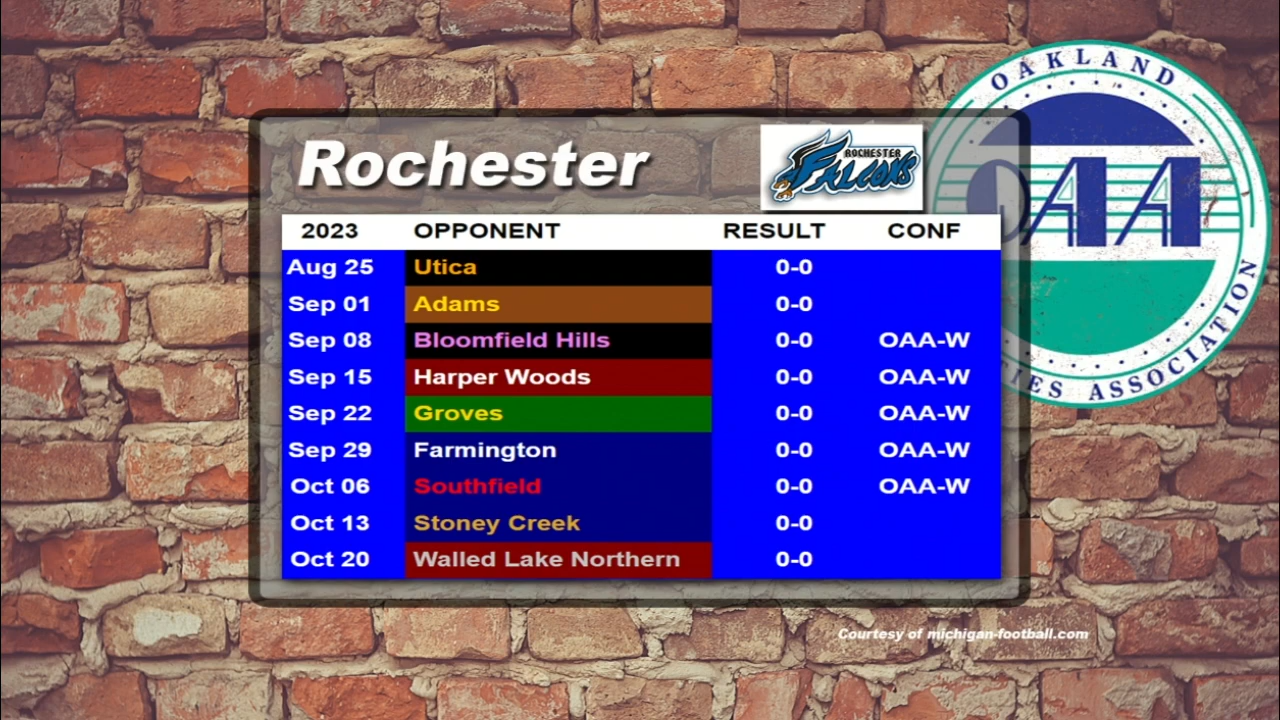 OAKLAND
OAA
IES ASSOCIATION
Rochester
ROCHESTER
FALCONS
2023 OPPONENT RESULT CONF
Aug 25 Utica 0-0
Sep 01 Adams 0-0
Sep 08 Bloomfield Hills 0-0 OAA-W
Sep 15 Harper Woods 0-0 OAA-W
Sep 22 Groves 0-0 OAA-W
Sep 29 Farmington 0-0 OAA-W
Oct 06 Southfield 0-0 OAA-W
Oct 13 Stoney Creek 0-0
Oct 20 Walled Lake Northern 0-0
Courtesy of michigan-football.com